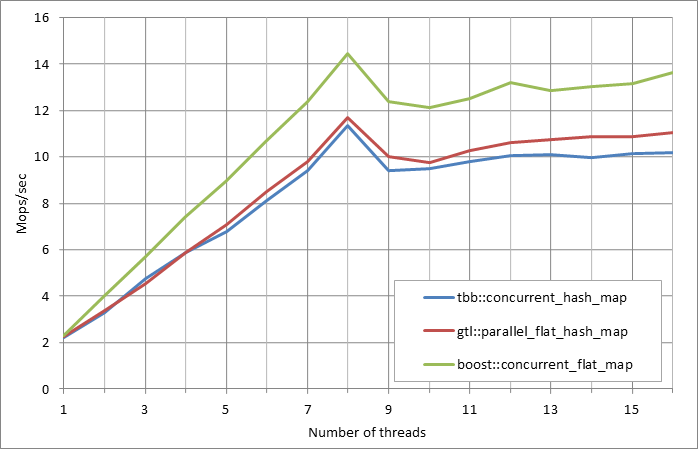 16
14
12
10
8
6
4
2
0
Mops/sec
tbb::concurrent_hash_map
gtl::parallel_flat_hash_map
boost::concurrent_flat_map
1 3 5 7 9 11 13 15
Number of threads